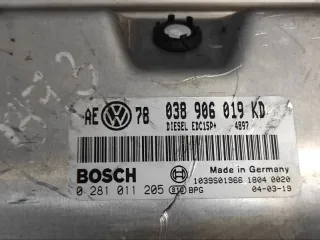 AE 78 038 906 019 KD
DIESEL EDC15P+ 4897
BOSCH
Made in Germany
1039S01966 1804 0020
0 281 011 205 BPG 04-03-19